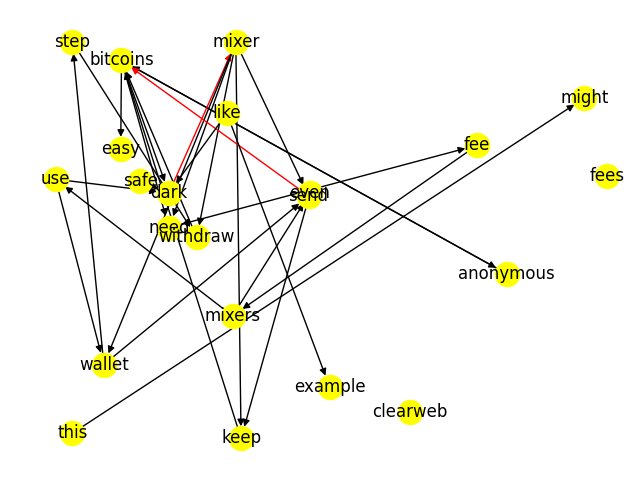 step
mixer
bitcoins
might
like
fee
easy
fees
use
safe
dark
even
send
need
withdraw
anonymous
mixers
wallet
example
clearweb
this
keep